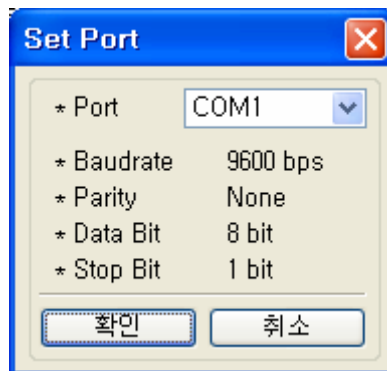 Set Port
* Port COM1
* Baudrate 9600 bps
* Parity None
* Data Bit 8 bit
* Stop Bit 1 bit
확인 취소